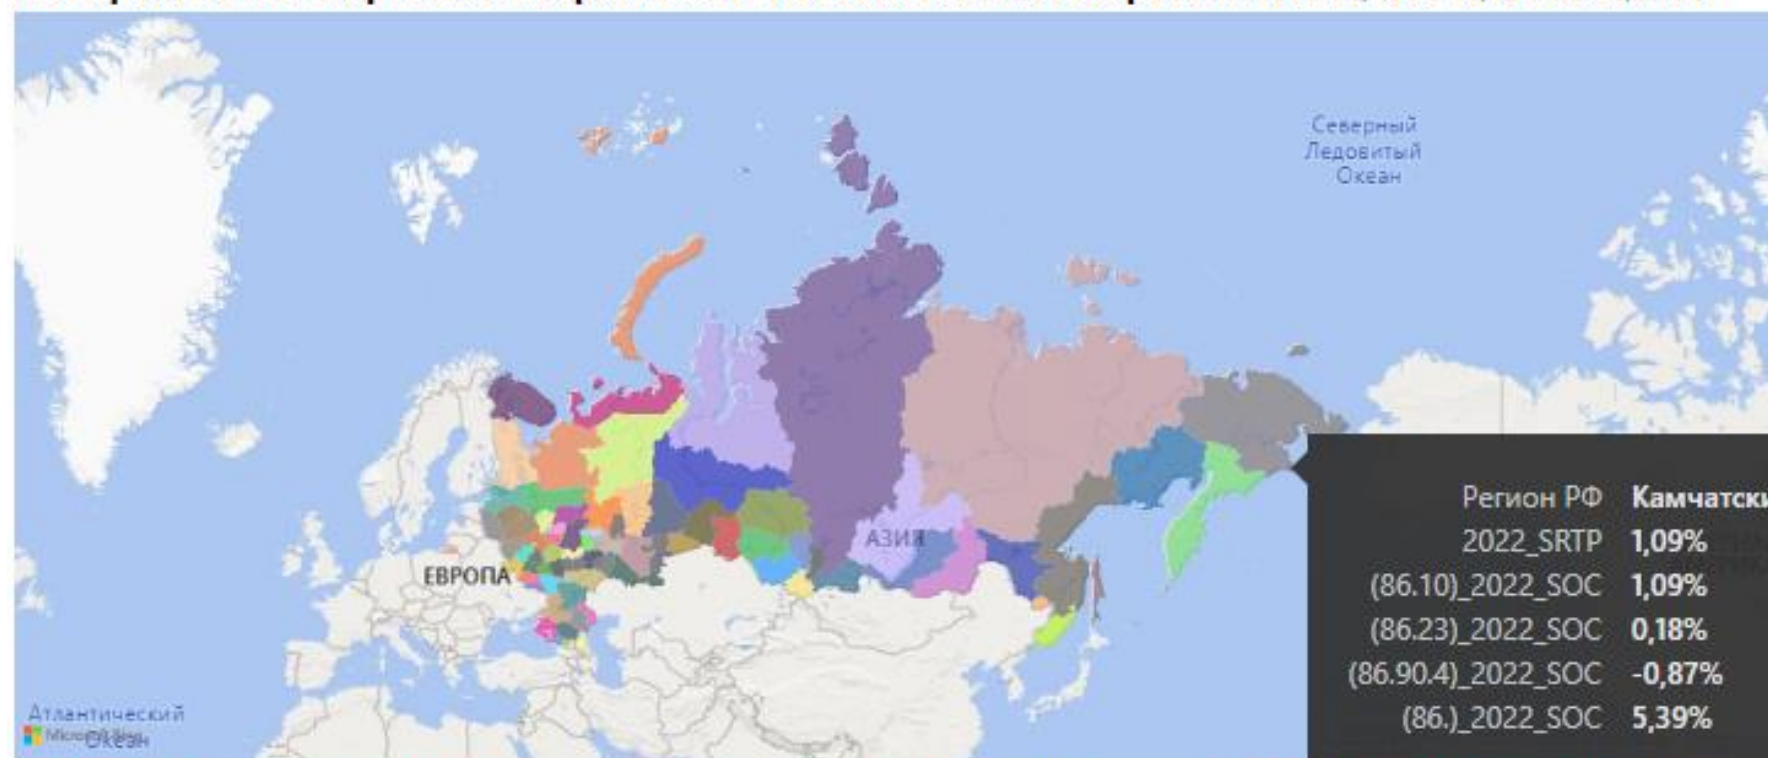 Северный
Ледовитый
Океан
АЗИЯ
ЕВРОПА
Атлантический
Океан
Регион РФ Камчатски
2022_SRTP 1,09%
(86.10)_2022_SOC 1,09%
(86.23)_2022_SOC 0,18%
(86.90.4)_2022_SOC -0,87%
(86.)_2022_SOC 5,39%